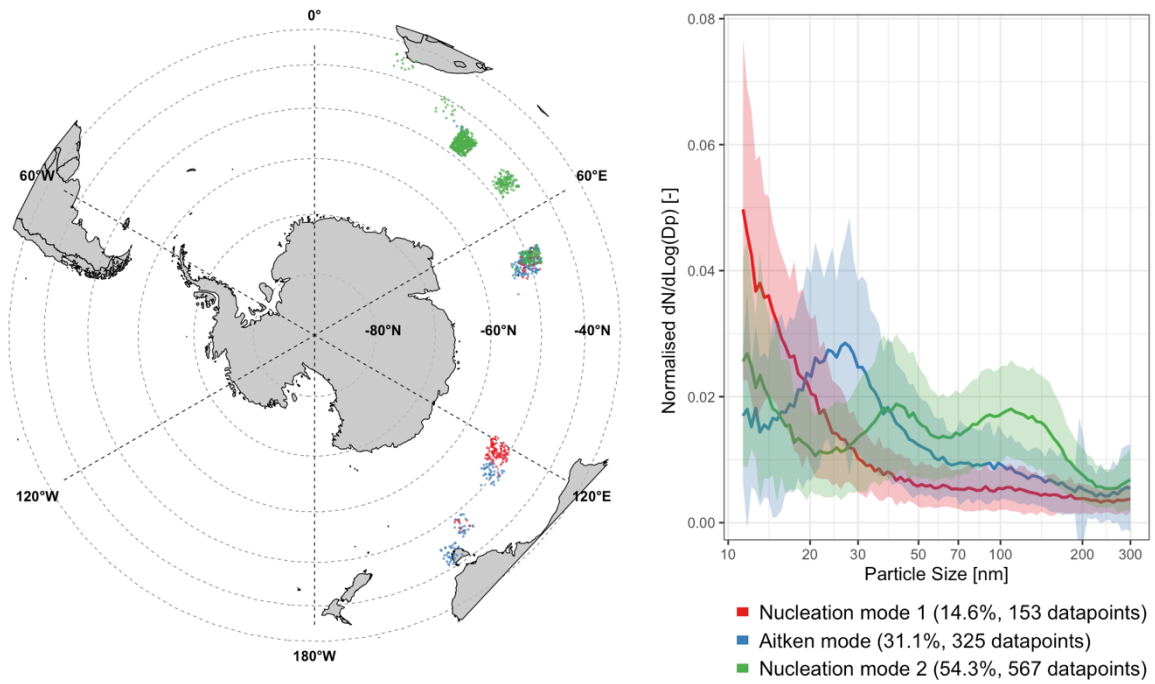 0°
60°W
60°E
-80°N
-60°N
-40°N
120°W
120°E
180°W
0.08
0.06
0.04
0.02
0.00
Normalised dN/dLog(Dp) [-]
10 20 30 50 70 100 200 300
Particle Size [nm]
Nucleation mode 1 (14.6%, 153 datapoints)
Aitken mode (31.1%, 325 datapoints)
Nucleation mode 2 (54.3%, 567 datapoints)